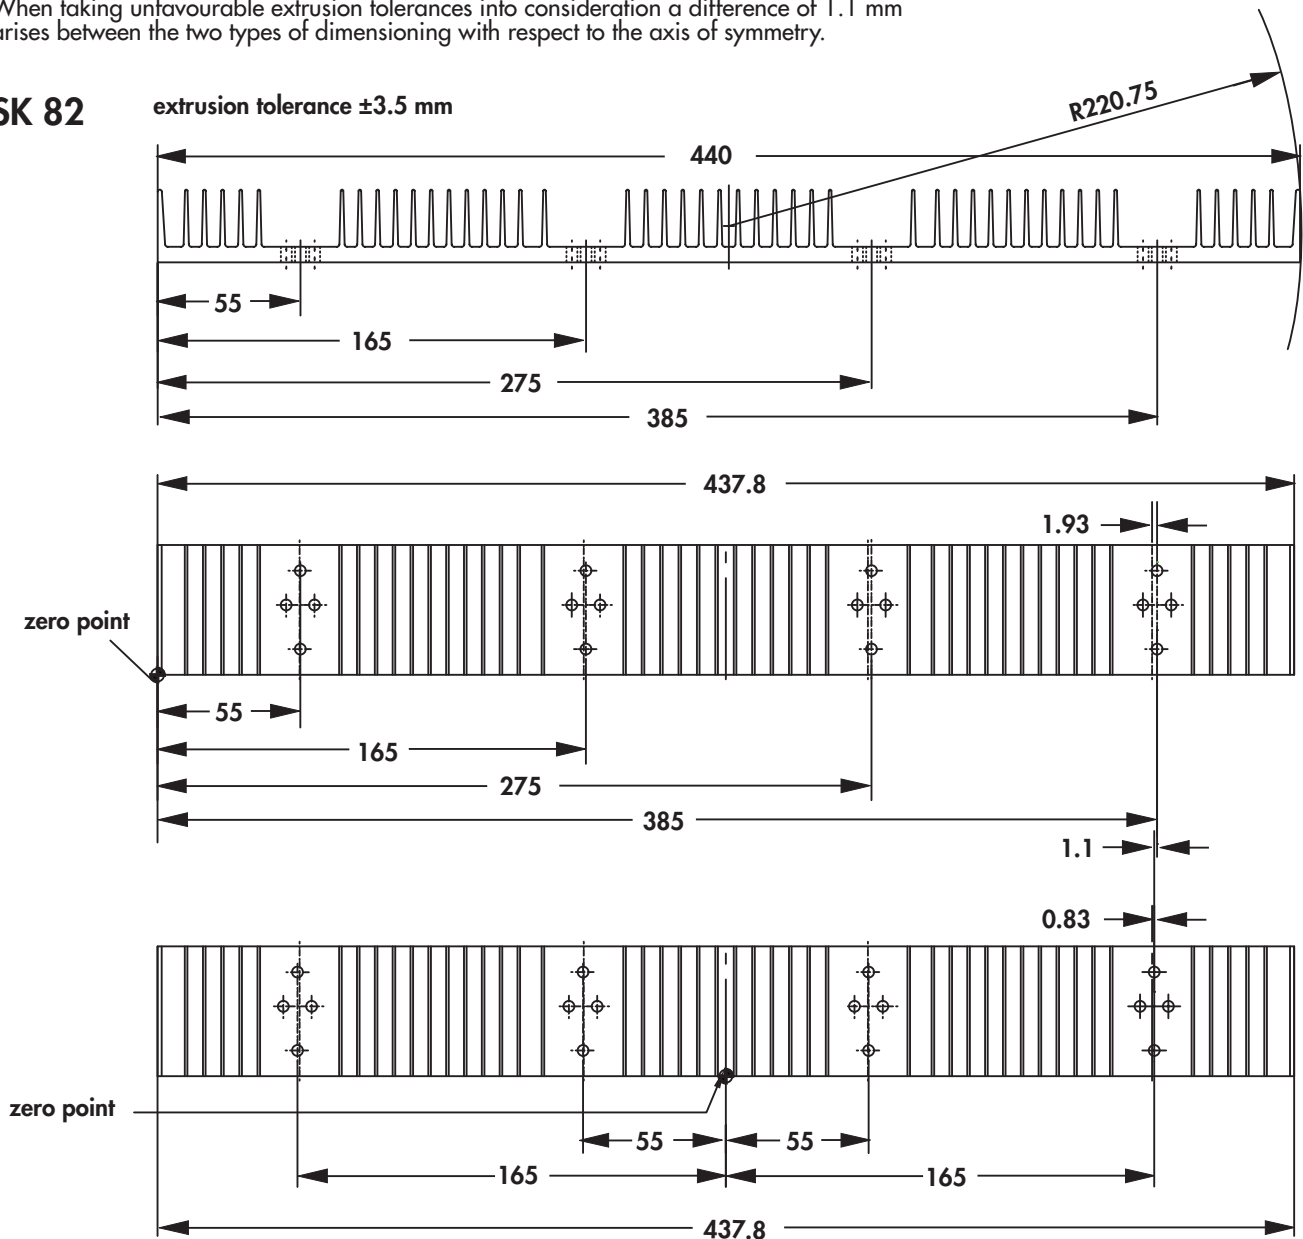 When taking unfavourable extrusion tolerances into consideration a difference of 1.1 mm
arises between the two types of dimensioning with respect to the axis of symmetry.
SK 82
extrusion tolerance ±3.5 mm
R220.75
440
55
165
275
385
437.8
1.93
zero point
55
165
275
385
1.1
0.83
zero point
55 55
165 165
437.8